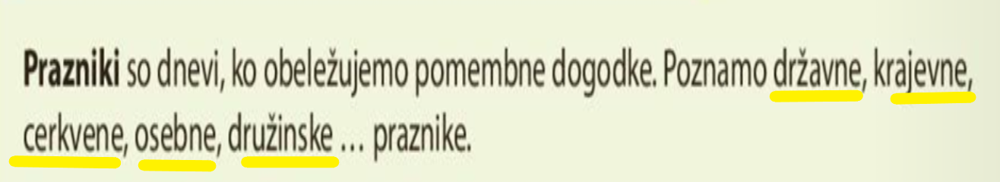 Prazniki so dnevi, ko obeležujemo pomembne dogodke. Poznamo državne, krajevne,
cerkvene, osebne, družinske ... praznike.